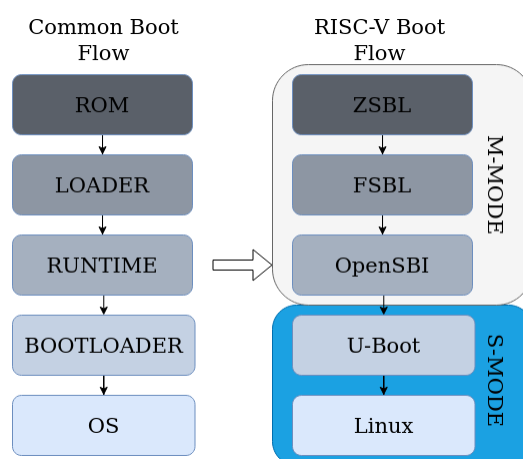 Common Boot
Flow
ROM
LOADER
RUNTIME
BOOTLOADER
OS
RISC-V Boot
Flow
ZSBL
FSBL
OpenSBI
U-Boot
Linux
M-MODE
S-MODE